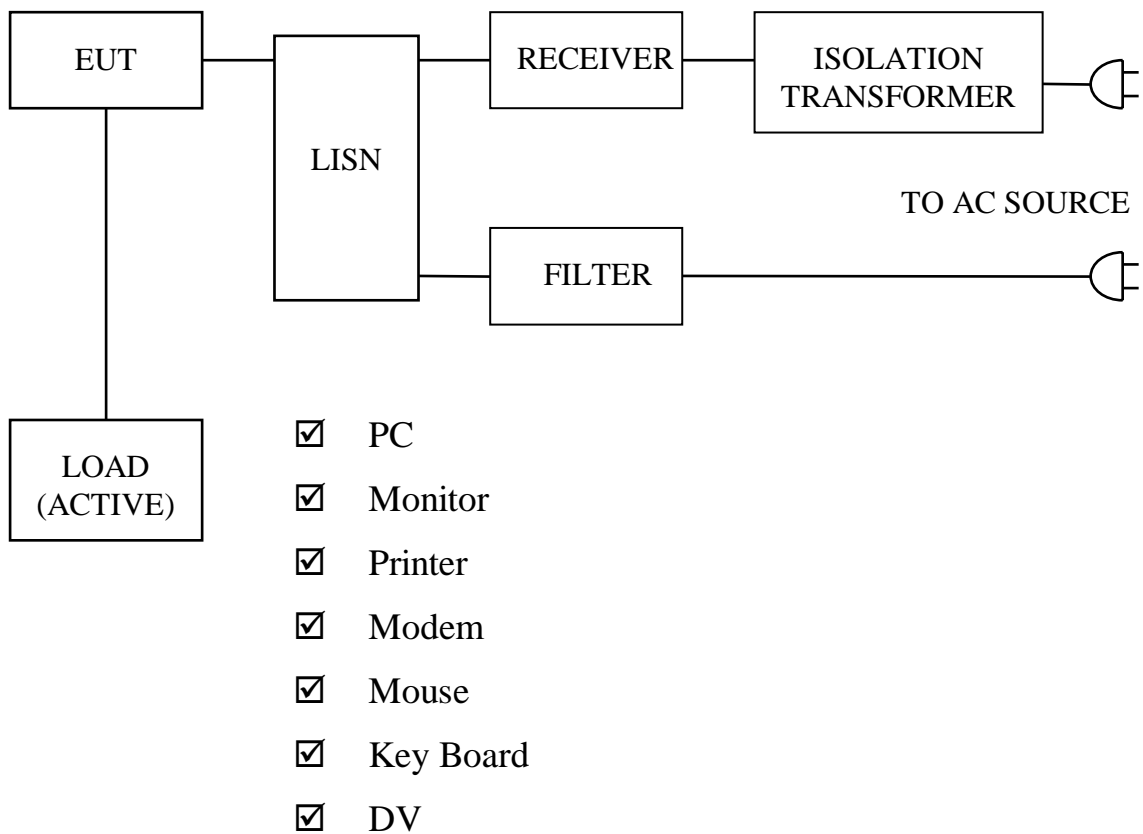 EUT
LISN
RECEIVER
ISOLATION
TRANSFORMER
TO AC SOURCE
FILTER
LOAD
(ACTIVE)
☑ PC
☑ Monitor
☑ Printer
☑ Modem
☑ Mouse
☑ Key Board
☑ DV